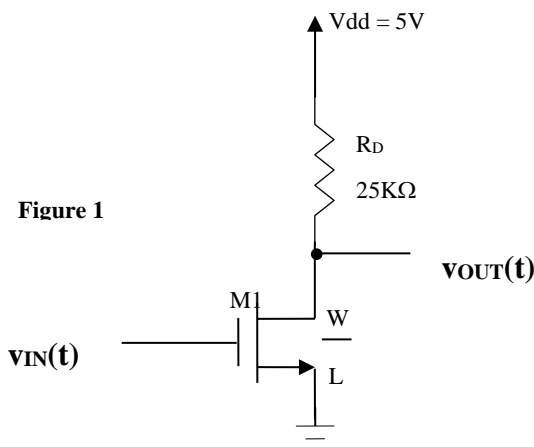 Vdd = 5V
RD
25KΩ
Figure 1
vOUT(t)
M1
W
vIN(t)
L